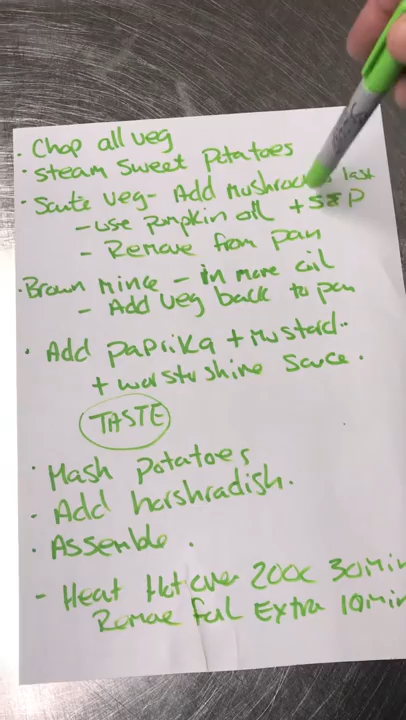 · Chop all veg
· Steam Sweet Potatoes
· Saute veg- Add Mushroo last
- use Pumpkin oil + S&P
- Remove from pan
· Brown mince - in more oil
- Add veg back to pan
· Add paprika + Mustard..
+ worstushire Sauce.
TASTE
· Mash Potatoes
- Add horshradish.
· Assemble .
- Heat Hot oven 200c 30Min
Remove foil Extra 10min